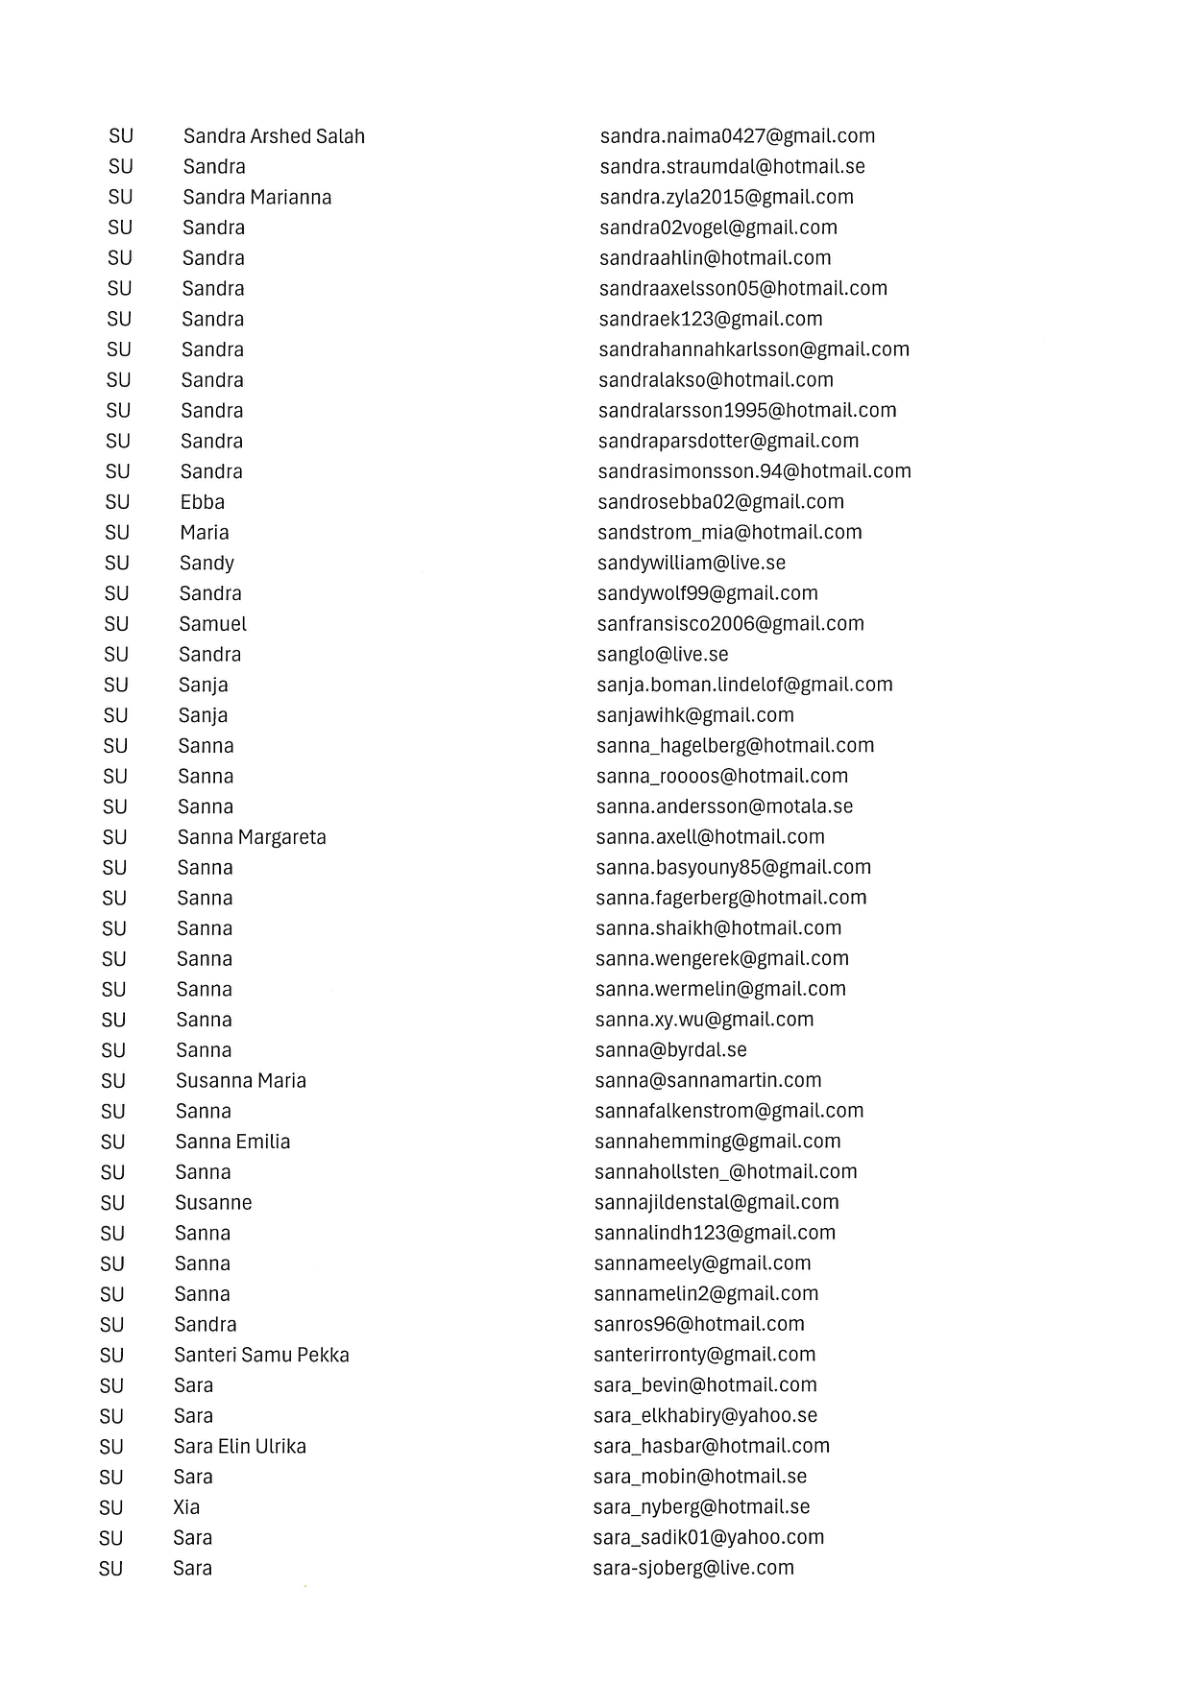 SU Sandra Arshed Salah sandra.naima0427@gmail.com
SU Sandra sandra.straumdal@hotmail.se
SU Sandra Marianna sandra.zyla2015@gmail.com
SU Sandra sandra02vogel@gmail.com
SU Sandra sandraahlin@hotmail.com
SU Sandra sandraaxelsson05@hotmail.com
SU Sandra sandraek123@gmail.com
SU Sandra sandrahannahkarlsson@gmail.com
SU Sandra sandralakso@hotmail.com
SU Sandra sandralarsson1995@hotmail.com
SU Sandra sandraparsdotter@gmail.com
SU Sandra sandrasimonsson.94@hotmail.com
SU Ebba sandrosebba02@gmail.com
SU Maria sandstrom_mia@hotmail.com
SU Sandy sandywilliam@live.se
SU Sandra sandywolf99@gmail.com
SU Samuel sanfransisco2006@gmail.com
SU Sandra sanglo@live.se
SU Sanja sanja.boman.lindelof@gmail.com
SU Sanja sanjawihk@gmail.com
SU Sanna sanna_hagelberg@hotmail.com
SU Sanna sanna_roooos@hotmail.com
SU Sanna sanna.andersson@motala.se
SU Sanna Margareta sanna.axell@hotmail.com
SU Sanna sanna.basyouny85@gmail.com
SU Sanna sanna.fagerberg@hotmail.com
SU Sanna sanna.shaikh@hotmail.com
SU Sanna sanna.wengerek@gmail.com
SU Sanna sanna.wermelin@gmail.com
SU Sanna sanna.xy.wu@gmail.com
SU Sanna sanna@byrdal.se
SU Susanna Maria sanna@sannamartin.com
SU Sanna sannafalkenstrom@gmail.com
SU Sanna Emilia sannahemming@gmail.com
SU Sanna sannahollsten_@hotmail.com
SU Susanne sannajildenstal@gmail.com
SU Sanna sannalindh123@gmail.com
SU Sanna sannameely@gmail.com
SU Sanna sannamelin2@gmail.com
SU Sandra sanros96@hotmail.com
SU Santeri Samu Pekka santerirronty@gmail.com
SU Sara sara_bevin@hotmail.com
SU Sara sara_elkhabiry@yahoo.se
SU Sara Elin Ulrika sara_hasbar@hotmail.com
SU Sara sara_mobin@hotmail.se
SU Xia sara_nyberg@hotmail.se
SU Sara sara_sadik01@yahoo.com
SU Sara sara-sjoberg@live.com